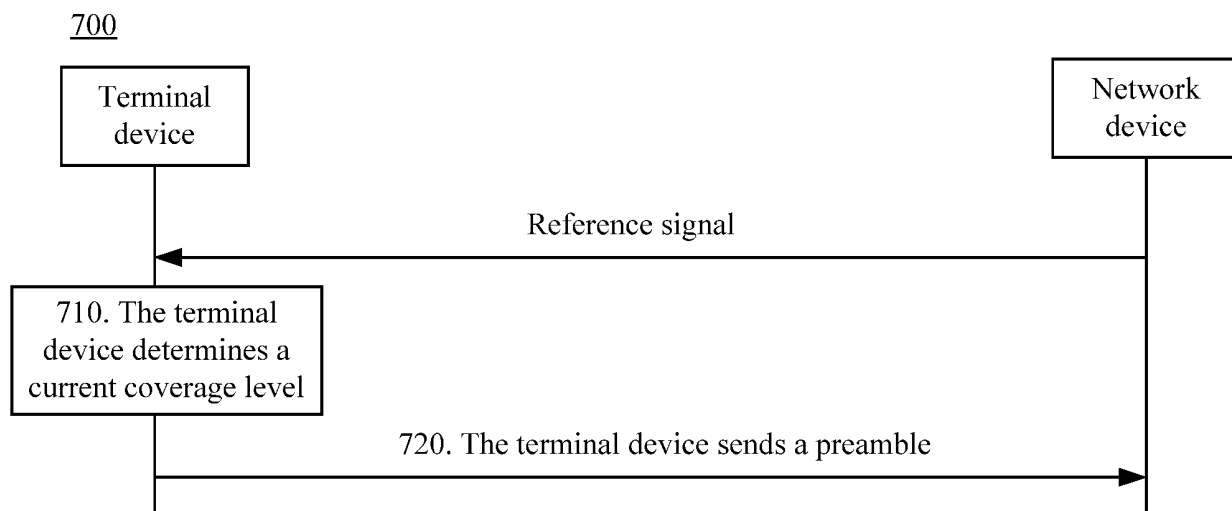 700
Terminal
device
Network
device
Reference signal
710. The terminal
device determines a
current coverage level
720. The terminal device sends a preamble